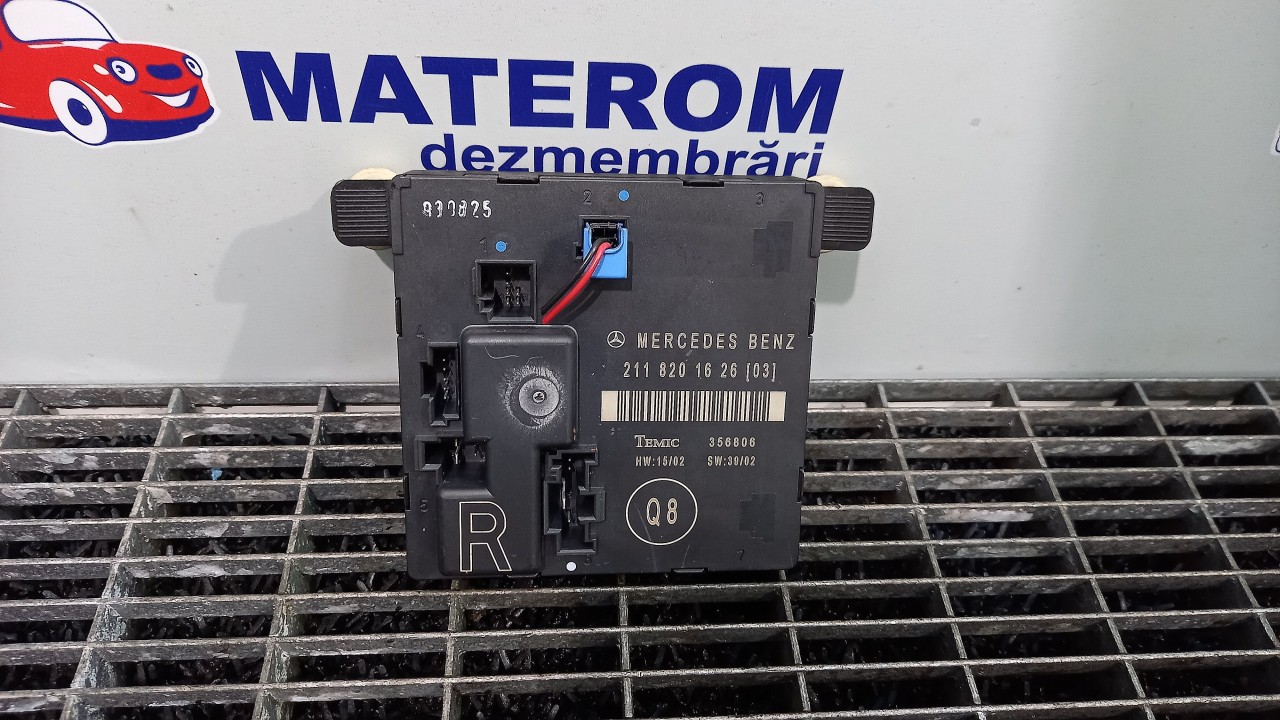 MATEROM
dezmembrări
830825
2
3
1
MERCEDES BENZ
4
211 820 16 26 [03]
TEMIC 356806
HW:15/02 SW:39/02
5
Q8
R
7